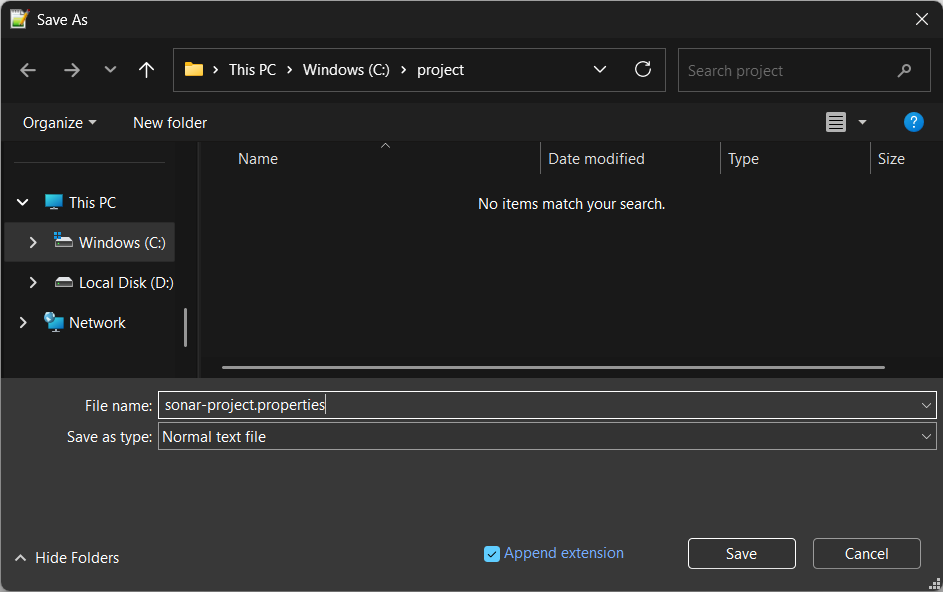 Save As
This PC Windows (C:) project
Search project
Organize New folder
?
Name Date modified Type Size
No items match your search.
This PC
Windows (C:)
Local Disk (D:)
Network
File name: sonar-project.properties
Save as type: Normal text file
Hide Folders
Append extension
Save Cancel